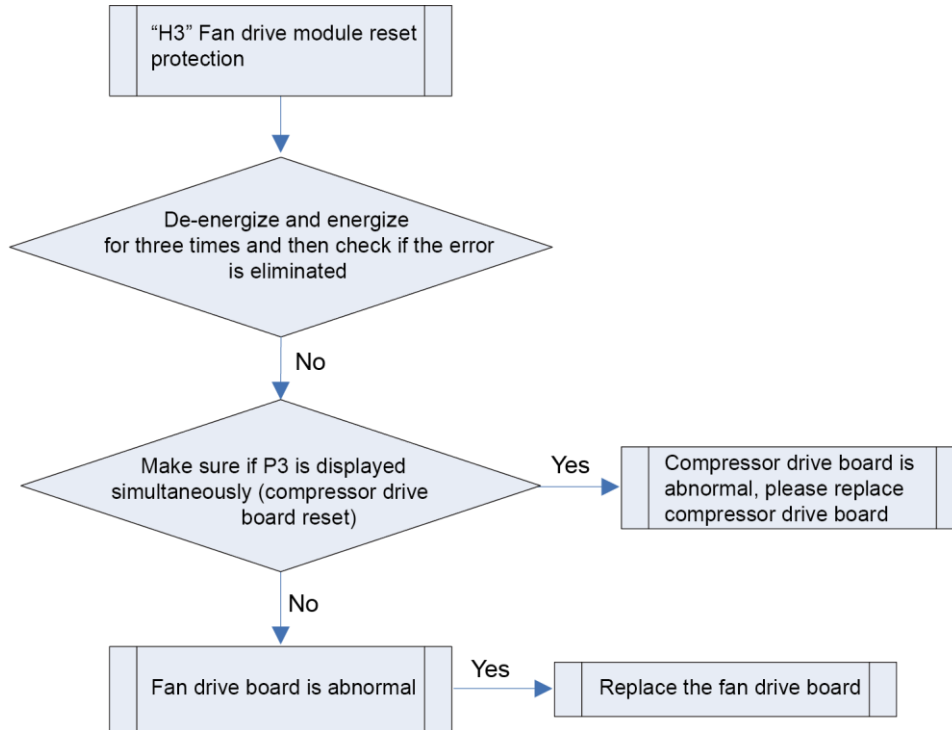 “H3” Fan drive module reset
protection
De-energize and energize
for three times and then check if the error
is eliminated
No
Make sure if P3 is displayed
simultaneously (compressor drive
board reset)
Yes
Compressor drive board is
abnormal, please replace
compressor drive board
No
Fan drive board is abnormal
Yes
Replace the fan drive board